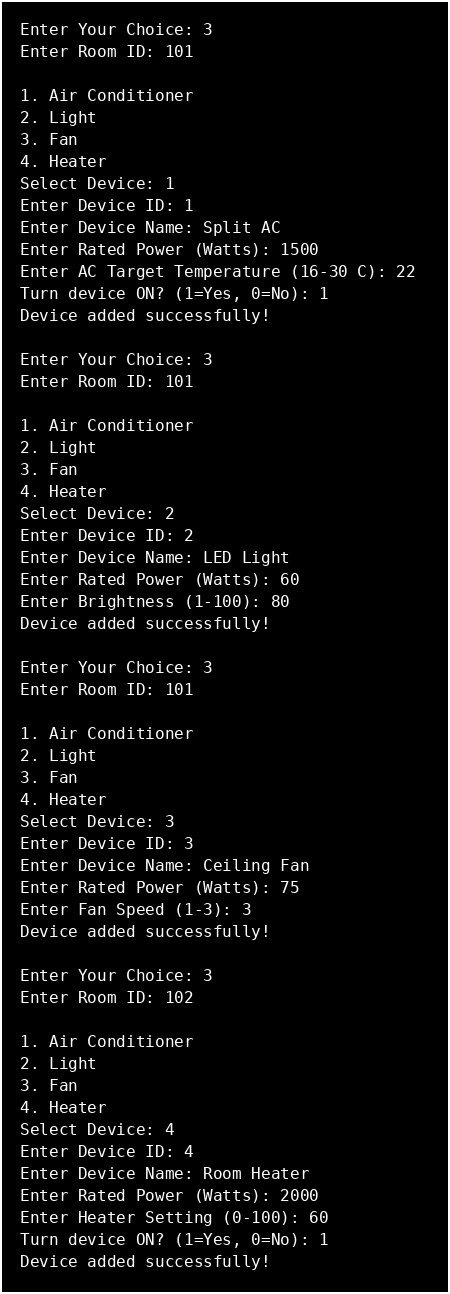 Enter Your Choice: 3
Enter Room ID: 101
1. Air Conditioner
2. Light
3. Fan
4. Heater
Select Device: 1
Enter Device ID: 1
Enter Device Name: Split AC
Enter Rated Power (Watts): 1500
Enter AC Target Temperature (16-30 C): 22
Turn device ON? (1=Yes, 0=No): 1
Device added successfully!
Enter Your Choice: 3
Enter Room ID: 101
1. Air Conditioner
2. Light
3. Fan
4. Heater
Select Device: 2
Enter Device ID: 2
Enter Device Name: LED Light
Enter Rated Power (Watts): 60
Enter Brightness (1-100): 80
Device added successfully!
Enter Your Choice: 3
Enter Room ID: 101
1. Air Conditioner
2. Light
3. Fan
4. Heater
Select Device: 3
Enter Device ID: 3
Enter Device Name: Ceiling Fan
Enter Rated Power (Watts): 75
Enter Fan Speed (1-3): 3
Device added successfully!
Enter Your Choice: 3
Enter Room ID: 102
1. Air Conditioner
2. Light
3. Fan
4. Heater
Select Device: 4
Enter Device ID: 4
Enter Device Name: Room Heater
Enter Rated Power (Watts): 2000
Enter Heater Setting (0-100): 60
Turn device ON? (1=Yes, 0=No): 1
Device added successfully!